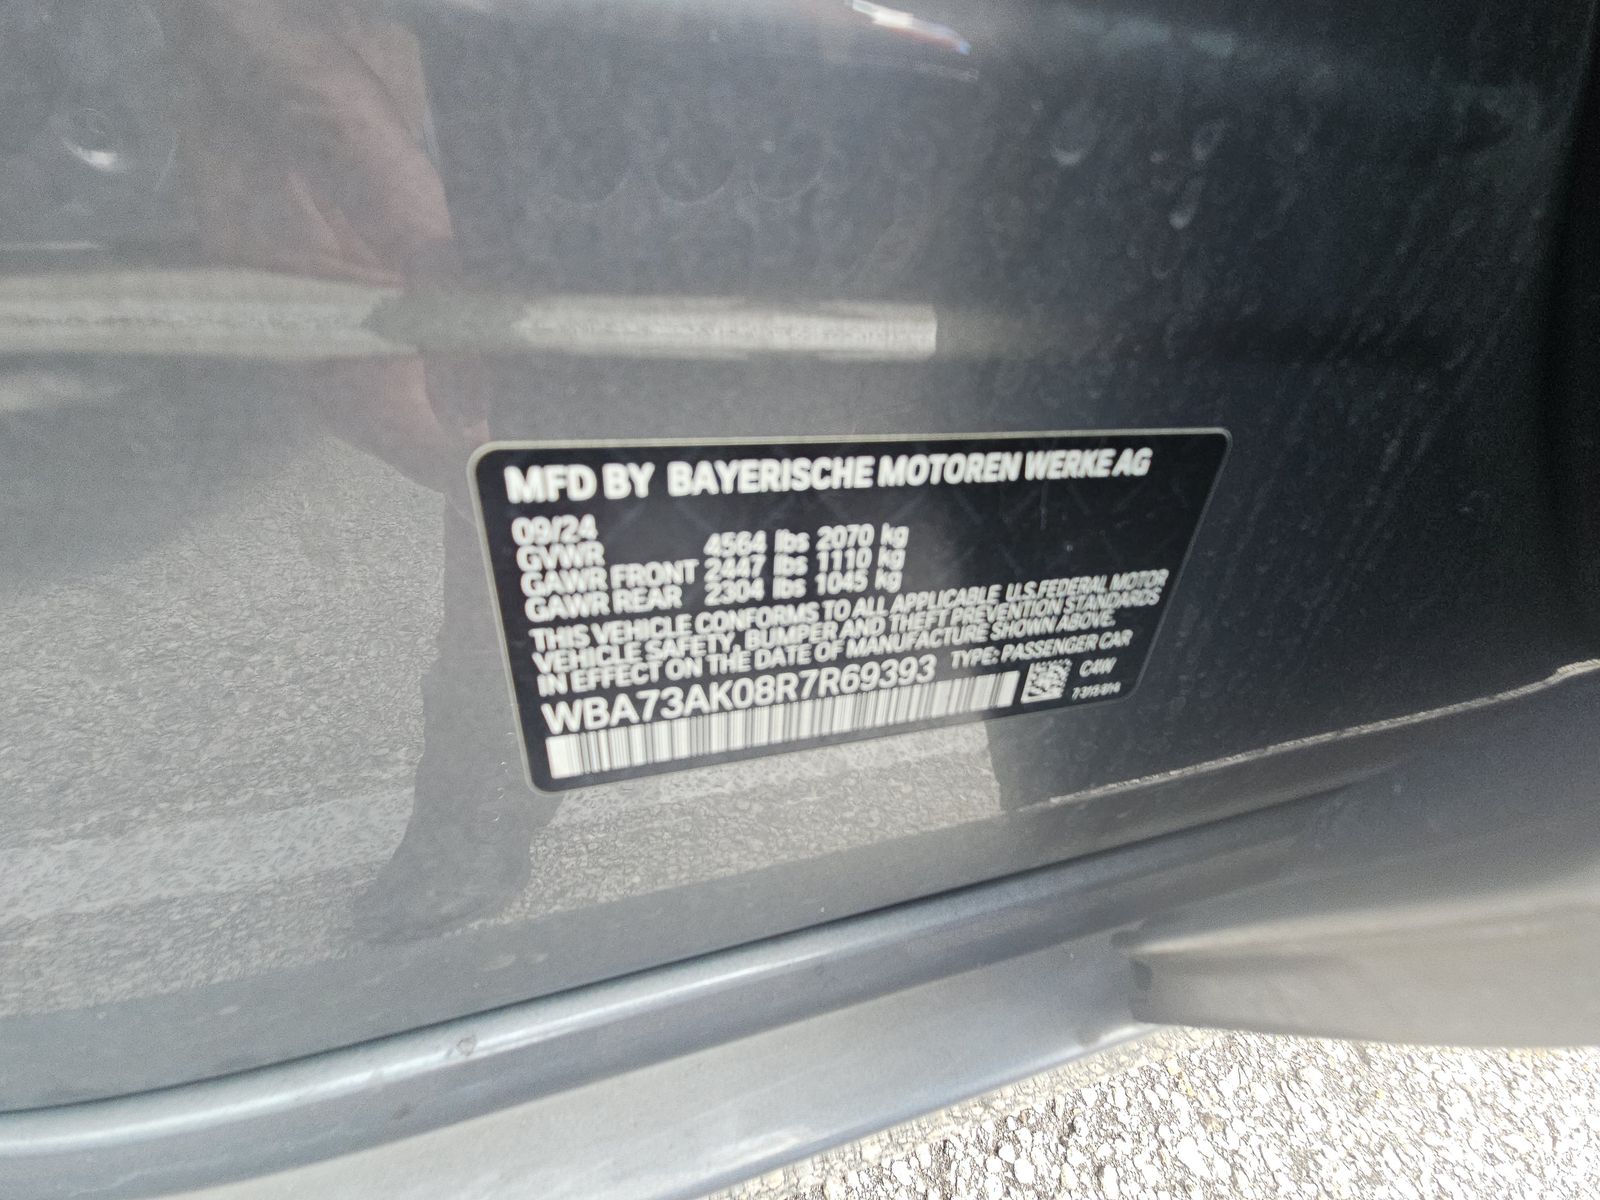 MFD BY BAYERISCHE MOTOREN WERKE AG
09/24
GVWR 4564 lbs 2070 kg
GAWR FRONT 2447 lbs 1110 kg
GAWR REAR 2304 lbs 1045 kg
THIS VEHICLE CONFORMS TO ALL APPLICABLE U.S.FEDERAL MOTOR
VEHICLE SAFETY, BUMPER AND THEFT PREVENTION STANDARDS
IN EFFECT ON THE DATE OF MANUFACTURE SHOWN ABOVE.
WBA73AK08R7R69393 TYPE: PASSENGER CAR
C4W